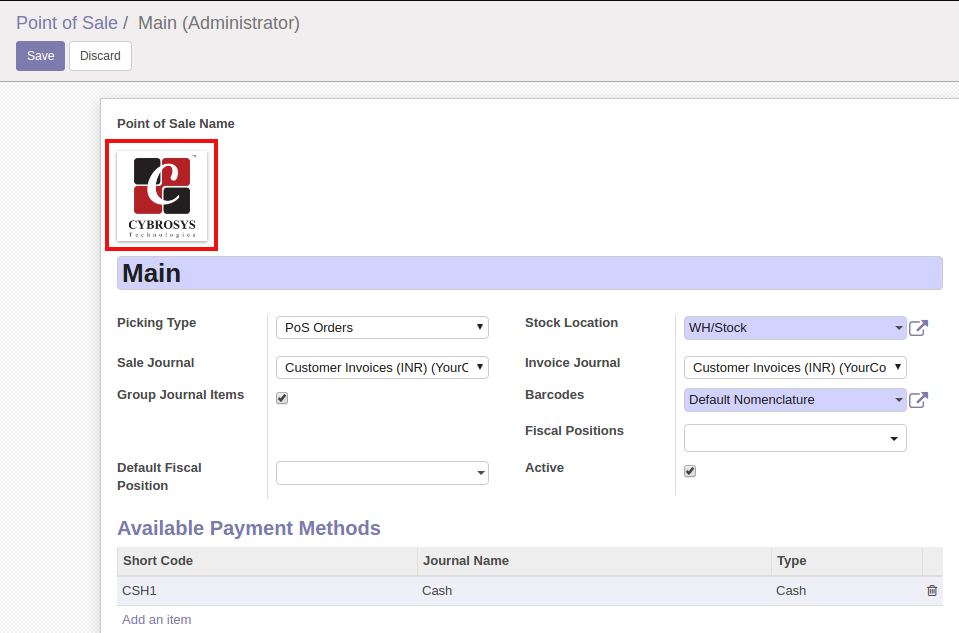 Point of Sale / Main (Administrator)
Save Discard
Point of Sale Name
CYBROSYS
Technologies
Main
Picking Type PoS Orders Stock Location WH/Stock
Sale Journal Customer Invoices (INR) (YourC Invoice Journal Customer Invoices (INR) (YourCo
Group Journal Items Barcodes Default Nomenclature
Fiscal Positions
Default Fiscal Position Active
Available Payment Methods
Short Code Journal Name Type
CSH1 Cash Cash
Add an item